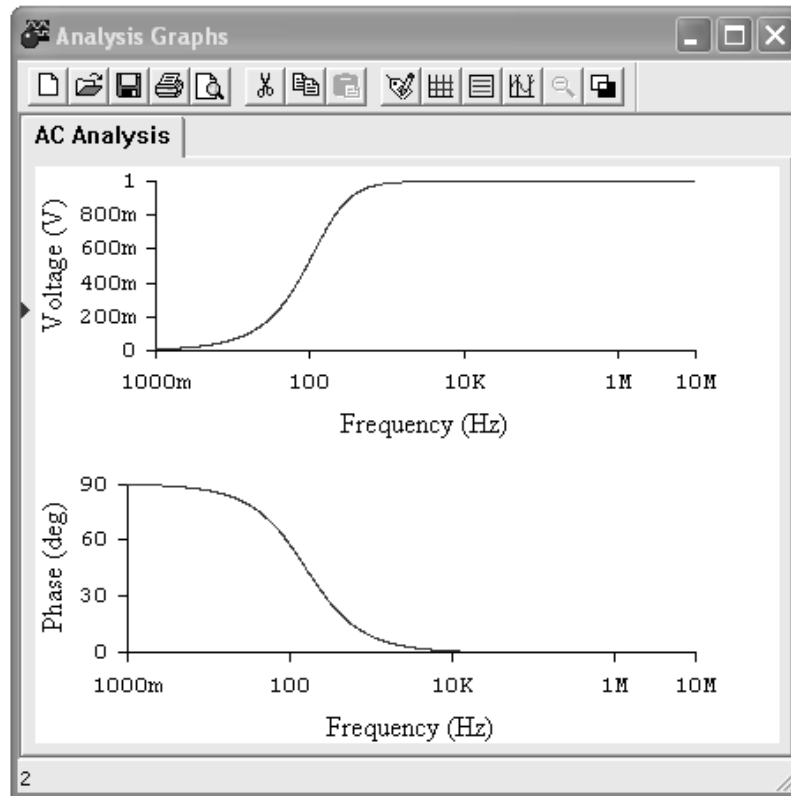 Analysis Graphs
AC Analysis
Voltage (V)
1
800m
600m
400m
200m
0
1000m 100 10K 1M 10M
Frequency (Hz)
Phase (deg)
90
60
30
0
1000m 100 10K 1M 10M
Frequency (Hz)
2